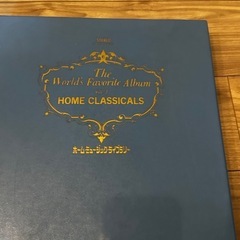 The
World's Favorite Album
HOME CLASSICALS
ホームミュージックライブラリー